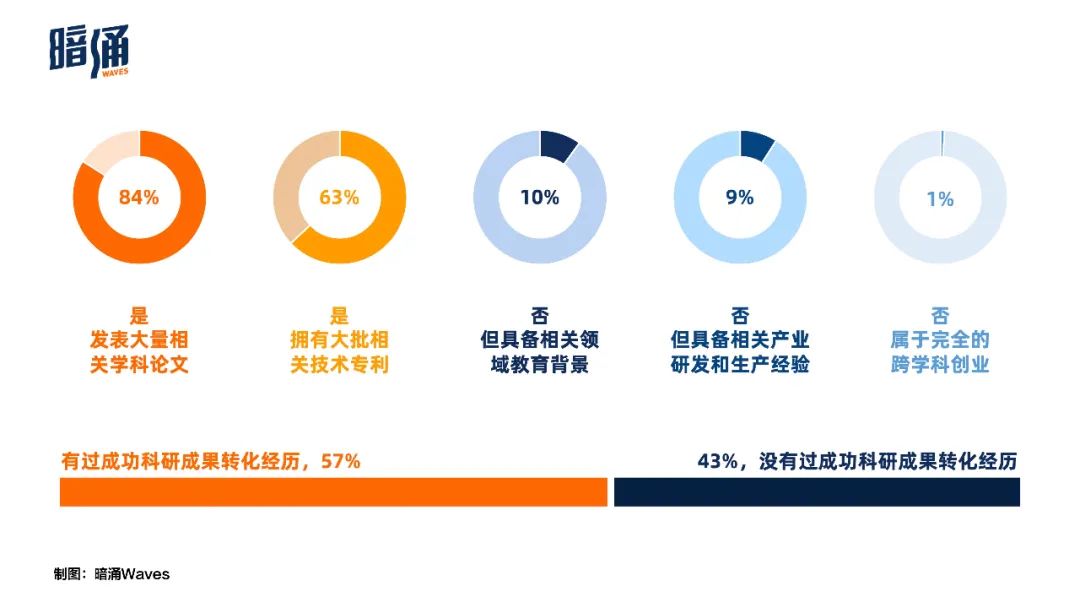 暗涌
WAVES
84%
63%
10%
9%
1%
是
发表大量相
关学科论文
是
拥有大批相
关技术专利
否
但具备相关领
域教育背景
否
但具备相关产业
研发和生产经验
否
属于完全的
跨学科创业
有过成功科研成果转化经历，57%
43%，没有过成功科研成果转化经历
制图：暗涌Waves